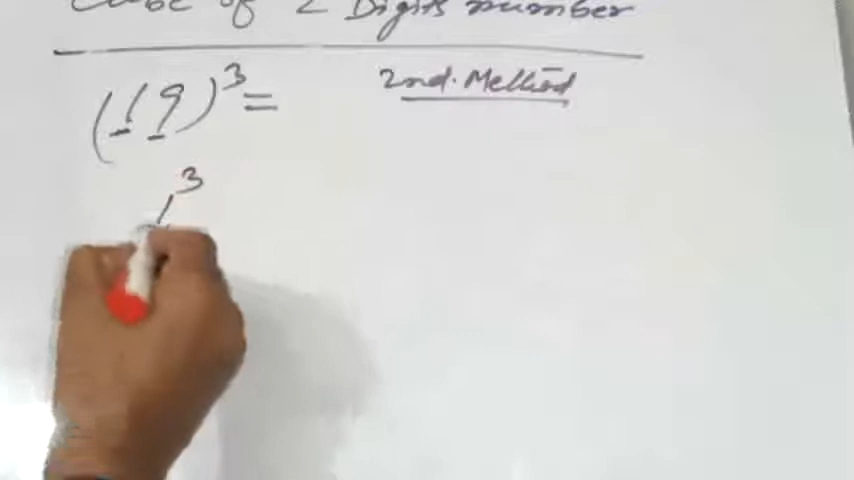 Cube of 2 Digits number
(19)³ =
2nd. Method
1³